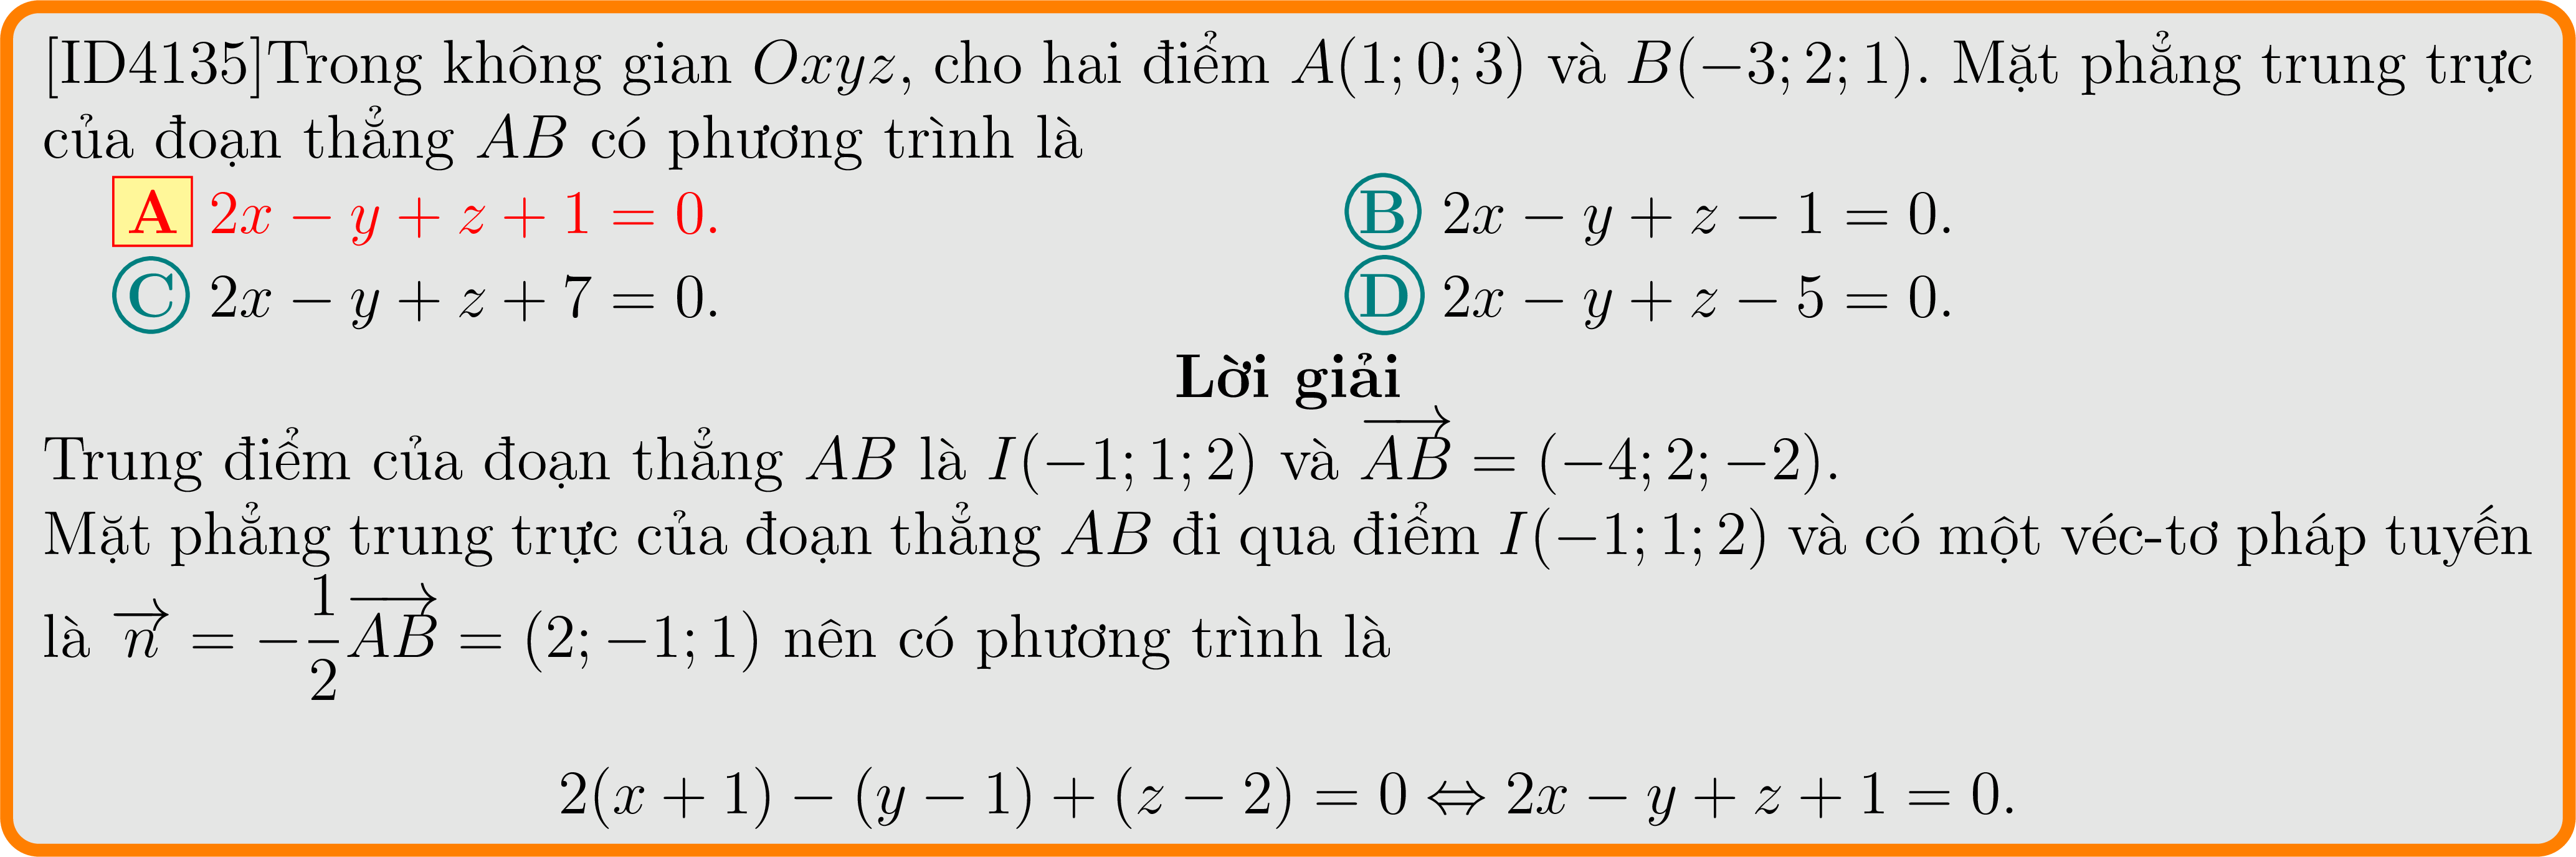 [ID4135]Trong không gian Oxyz, cho hai điểm A(1; 0; 3) và B(−3; 2; 1). Mặt phẳng trung trực
của đoạn thẳng AB có phương trình là
A 2x − y + z + 1 = 0. B 2x − y + z − 1 = 0.
C 2x − y + z + 7 = 0. D 2x − y + z − 5 = 0.
Lời giải
Trung điểm của đoạn thẳng AB là I(−1; 1; 2) và \overrightarrow{AB} = (−4; 2; −2).
Mặt phẳng trung trực của đoạn thẳng AB đi qua điểm I(−1; 1; 2) và có một véc-tơ pháp tuyến
là \overrightarrow{n} = −\frac{1}{2}\overrightarrow{AB} = (2; −1; 1) nên có phương trình là
2(x + 1) − (y − 1) + (z − 2) = 0 ⇔ 2x − y + z + 1 = 0.